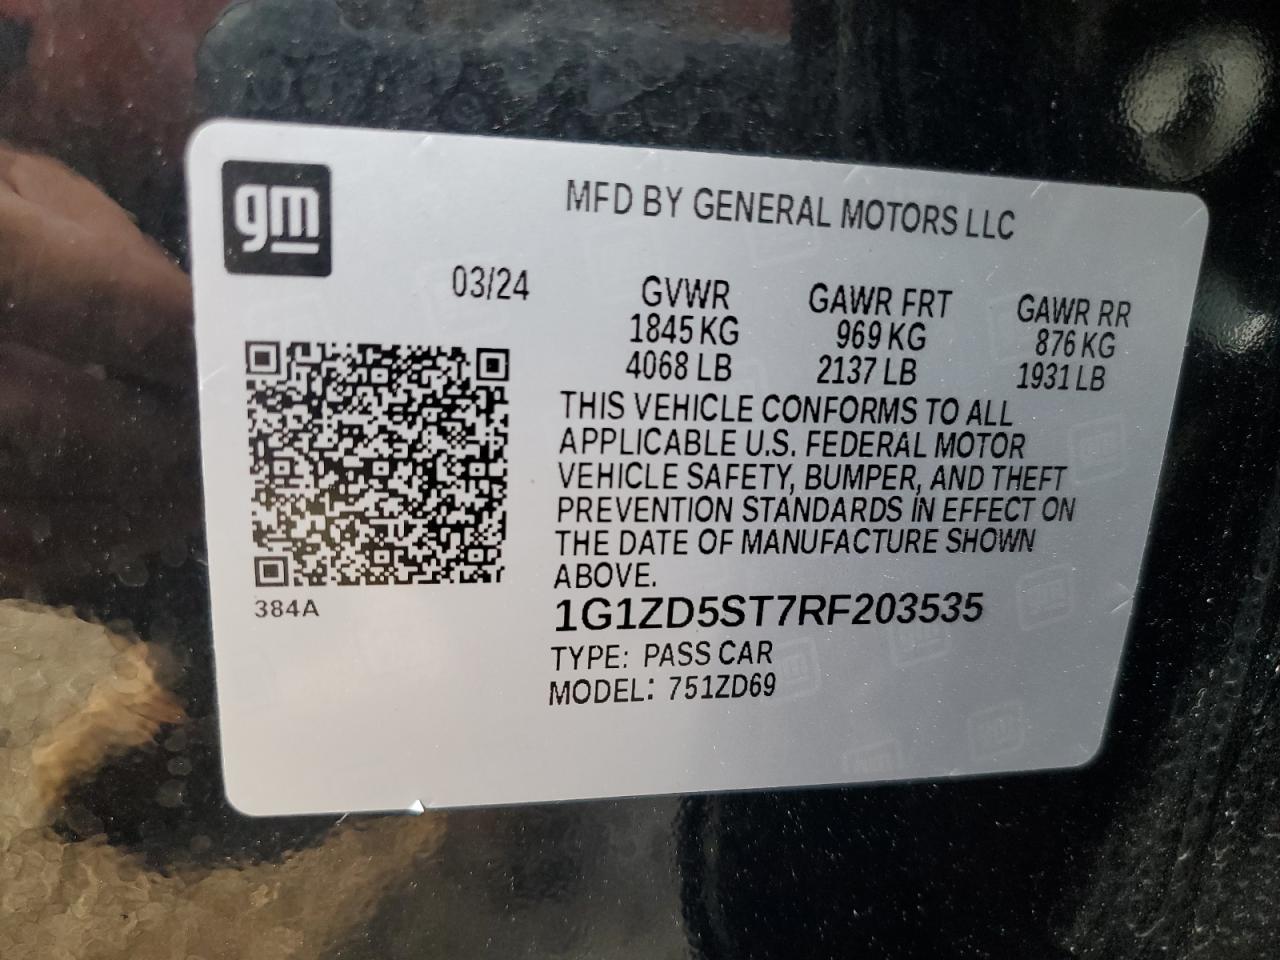 gm
MFD BY GENERAL MOTORS LLC
03/24
GVWR GAWR FRT GAWR RR
1845 KG 969 KG 876 KG
4068 LB 2137 LB 1931 LB
THIS VEHICLE CONFORMS TO ALL
APPLICABLE U.S. FEDERAL MOTOR
VEHICLE SAFETY, BUMPER, AND THEFT
PREVENTION STANDARDS IN EFFECT ON
THE DATE OF MANUFACTURE SHOWN
ABOVE.
384A
1G1ZD5ST7RF203535
TYPE: PASS CAR
MODEL: 751ZD69